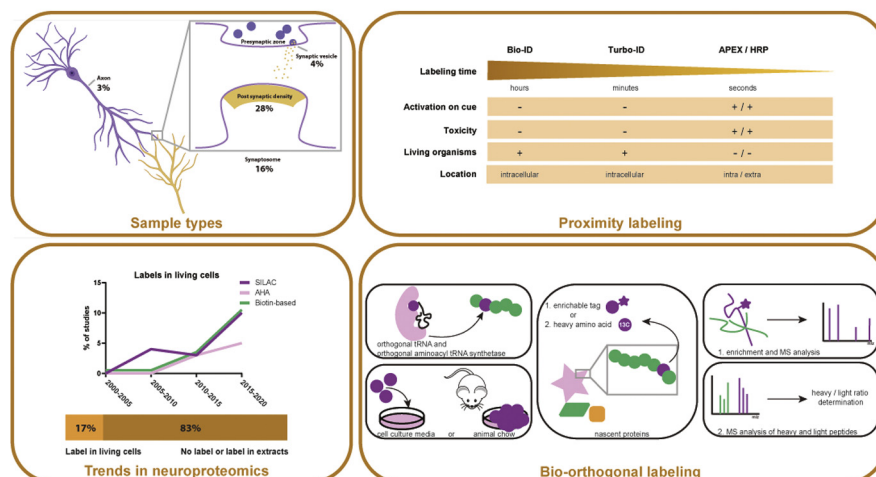 Presynaptic zone
Synaptic vesicle
4%
Axon
3%
Post synaptic density
28%
Synaptosome
16%
Sample types
Bio-ID Turbo-ID APEX / HRP
Labeling time
hours minutes seconds
Activation on cue - - + / +
Toxicity - - + / +
Living organisms + + - / -
Location intracellular intracellular intra / extra
Proximity labeling
Labels in living cells
SILAC
AHA
Biotin-based
% of studies
15
10
5
0
2000-2005
2005-2010
2010-2015
2015-2020
17% 83%
Label in living cells No label or label in extracts
Trends in neuroproteomics
orthogonal tRNA and
orthogonal aminoacyl tRNA synthetase
cell culture media or animal chow
1. enrichable tag
or
2. heavy amino acid 13C
nascent proteins
1. enrichment and MS analysis
heavy / light ratio
determination
2. MS analysis of heavy and light peptides
Bio-orthogonal labeling